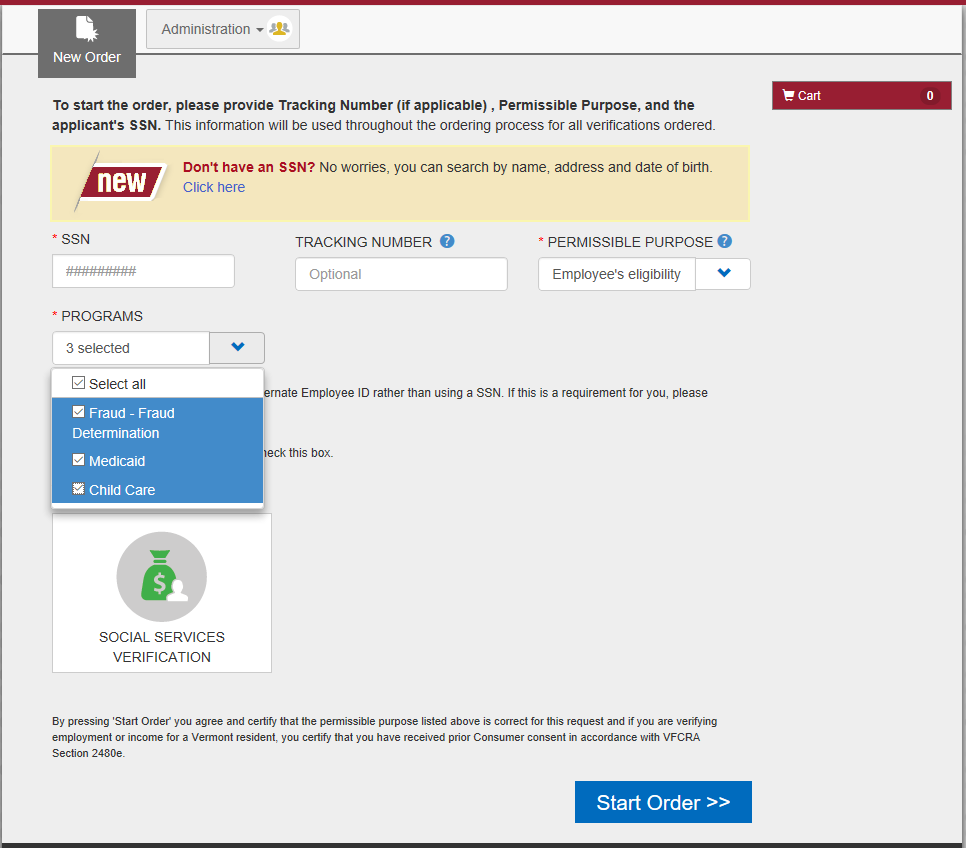 New Order
Administration
Cart 0
To start the order, please provide Tracking Number (if applicable) , Permissible Purpose, and the
applicant's SSN. This information will be used throughout the ordering process for all verifications ordered.
new
Don't have an SSN? No worries, you can search by name, address and date of birth.
Click here
* SSN
#########
TRACKING NUMBER ?
Optional
* PERMISSIBLE PURPOSE ?
Employee's eligibility
* PROGRAMS
3 selected
Select all
Fraud - Fraud
Determination
Medicaid
Child Care
Employee ID rather than using a SSN. If this is a requirement for you, please
this box.
$
SOCIAL SERVICES
VERIFICATION
By pressing 'Start Order' you agree and certify that the permissible purpose listed above is correct for this request and if you are verifying
employment or income for a Vermont resident, you certify that you have received prior Consumer consent in accordance with VFCRA
Section 2480e.
Start Order >>